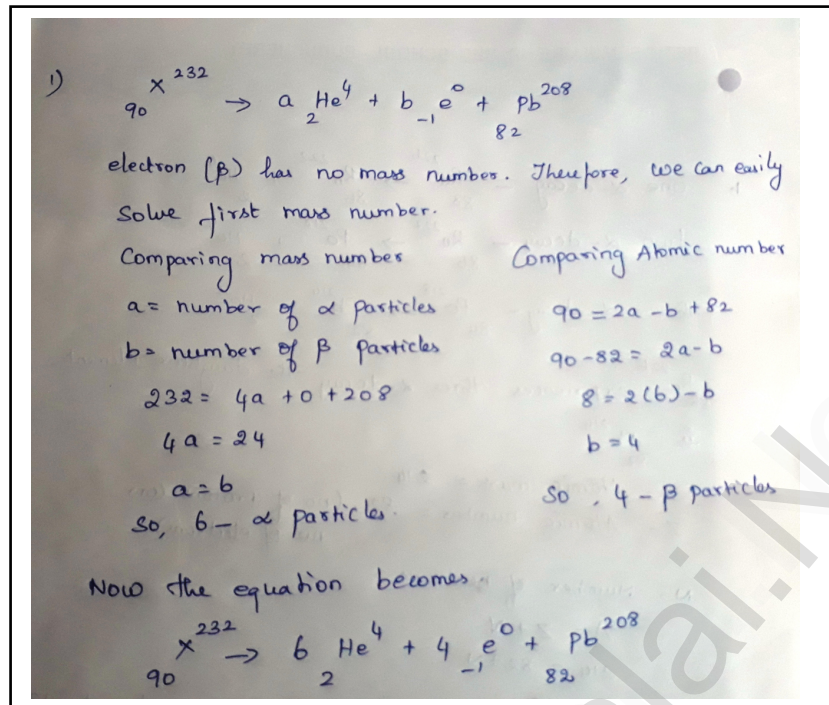 1) ₉₀X²³² → a ₂He⁴ + b ₋₁e⁰ + ₈₂Pb²⁰⁸
electron (β) has no mass number. Therefore, we can easily
solve first mass number.
Comparing mass number
a = number of α particles
b = number of β particles
232 = 4a + 0 + 208
4a = 24
a = 6
so, 6 - α particles.
Comparing Atomic number
90 = 2a - b + 82
90 - 82 = 2a - b
8 = 2(6) - b
b = 4
so, 4 - β particles
Now the equation becomes.
₉₀X²³² → 6 ₂He⁴ + 4 ₋₁e⁰ + ₈₂Pb²⁰⁸